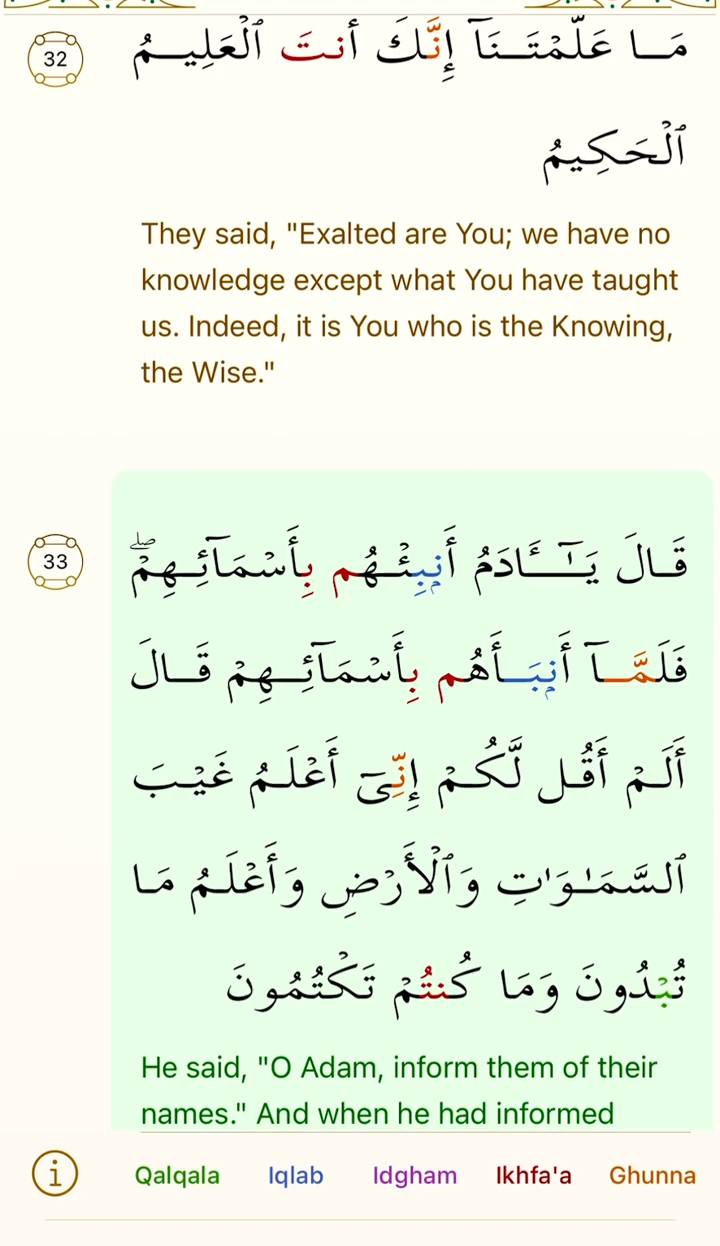 32
مَا عَلَّمْتَنَآ إِنَّكَ أَنتَ ٱلْعَلِيمُ
ٱلْحَكِيمُ
They said, "Exalted are You; we have no
knowledge except what You have taught
us. Indeed, it is You who is the Knowing,
the Wise."
33
قَالَ يَـٰٓـَٔادَمُ أَنۢبِئْهُم بِأَسْمَآئِهِمْ ۖ
فَلَمَّآ أَنۢبَأَهُم بِأَسْمَآئِهِمْ قَالَ
أَلَمْ أَقُل لَّكُمْ إِنِّىٓ أَعْلَمُ غَيْبَ
ٱلسَّمَـٰوَٰتِ وَٱلْأَرْضِ وَأَعْلَمُ مَا
تُبْدُونَ وَمَا كُنتُمْ تَكْتُمُونَ
He said, "O Adam, inform them of their
names." And when he had informed
Qalqala Iqlab Idgham Ikhfa'a Ghunna